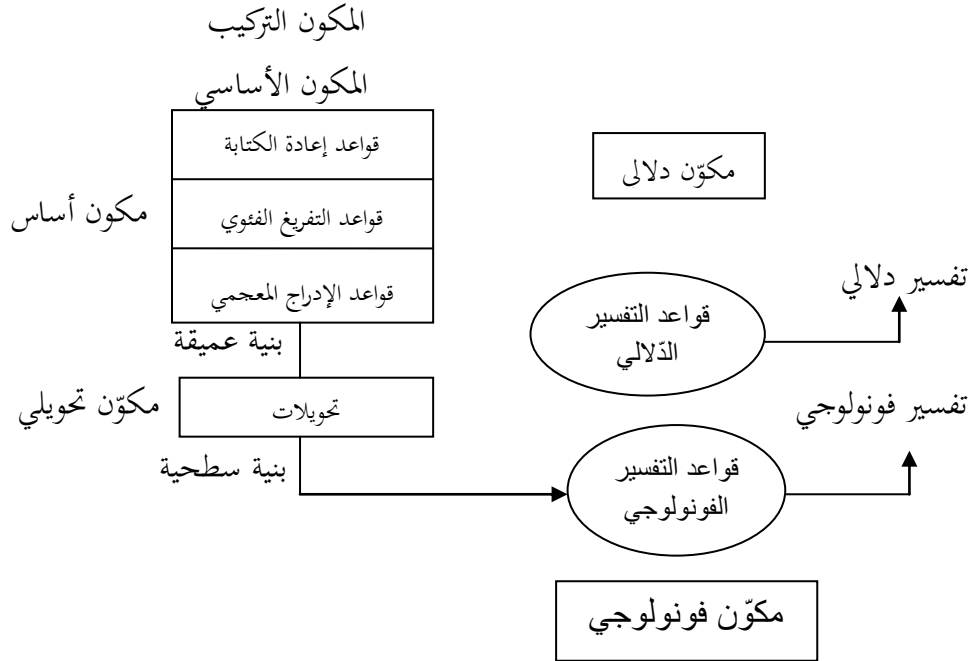 المكون التركيب
المكون الأساسي
قواعد إعادة الكتابة
مكوّن دلالى
مكون أساس
قواعد التفريغ الفئوي
قواعد الإدراج المعجمي
تفسير دلالي
قواعد التفسير
الدّلالي
بنية عميقة
مكوّن تحويلي
تحويلات
تفسير فونولوجي
بنية سطحية
قواعد التفسير
الفونولوجي
مكوّن فونولوجي